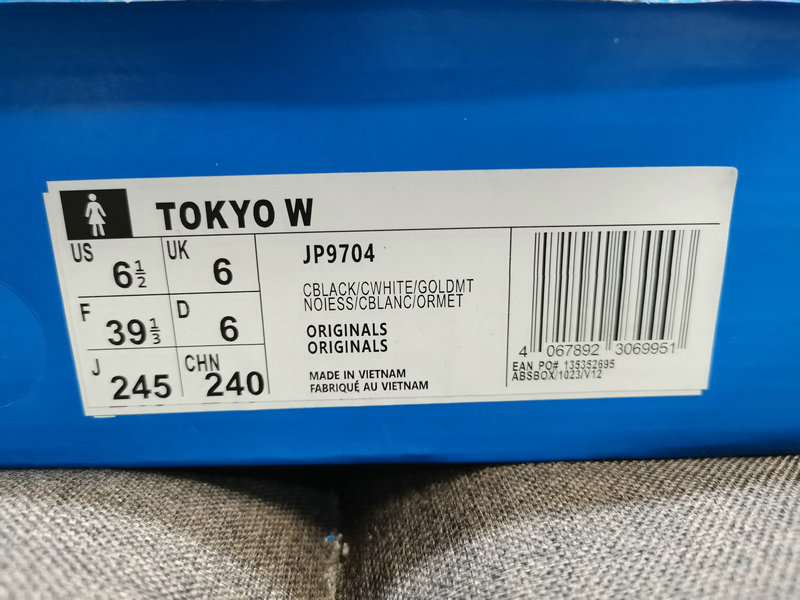 TOKYO W
US 6½ UK 6
F 39⅓ D 6
J 245 CHN 240
JP9704
CBLACK/CWHITE/GOLDMT
NOIESS/CBLANC/ORMET
ORIGINALS
ORIGINALS
MADE IN VIETNAM
FABRIQUÉ AU VIETNAM
4 067892 3069951
EAN PO# 135352695
ABSBOX/1023/V12